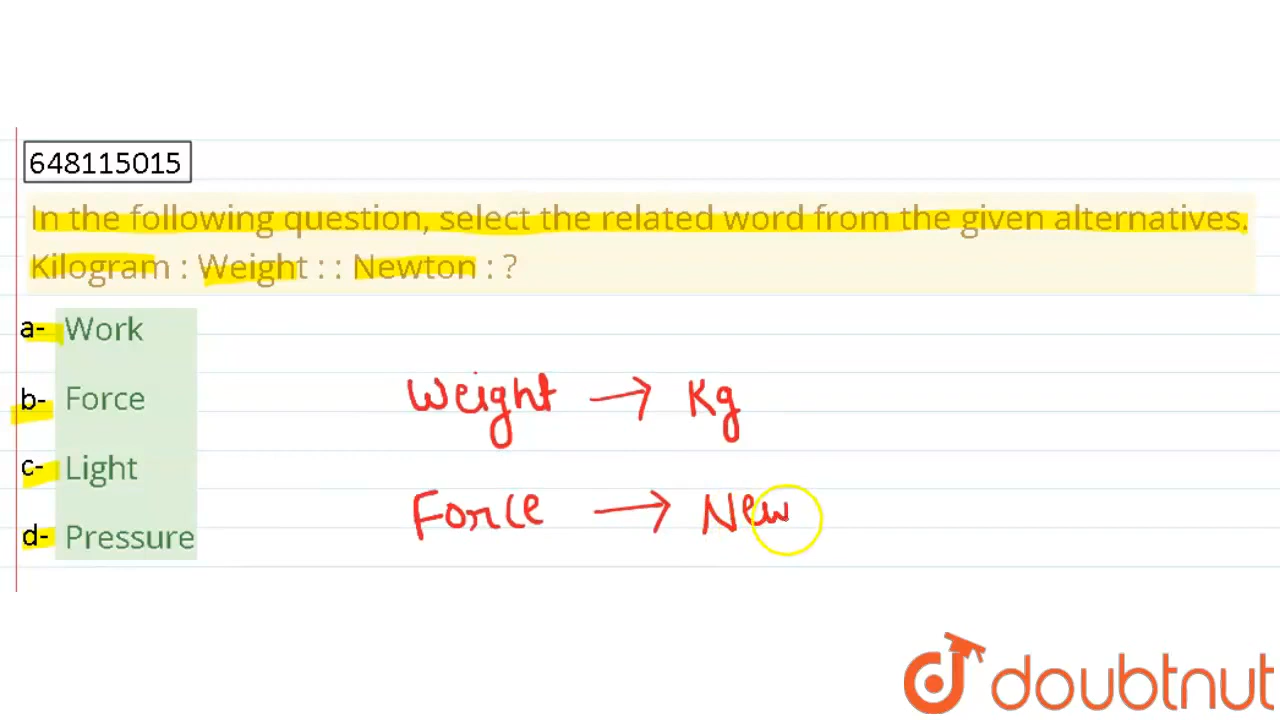 648115015
In the following question, select the related word from the given alternatives.
Kilogram : Weight : : Newton : ?
a- Work
b- Force
c- Light
d- Pressure
Weight → Kg
Force → New
doubtnut